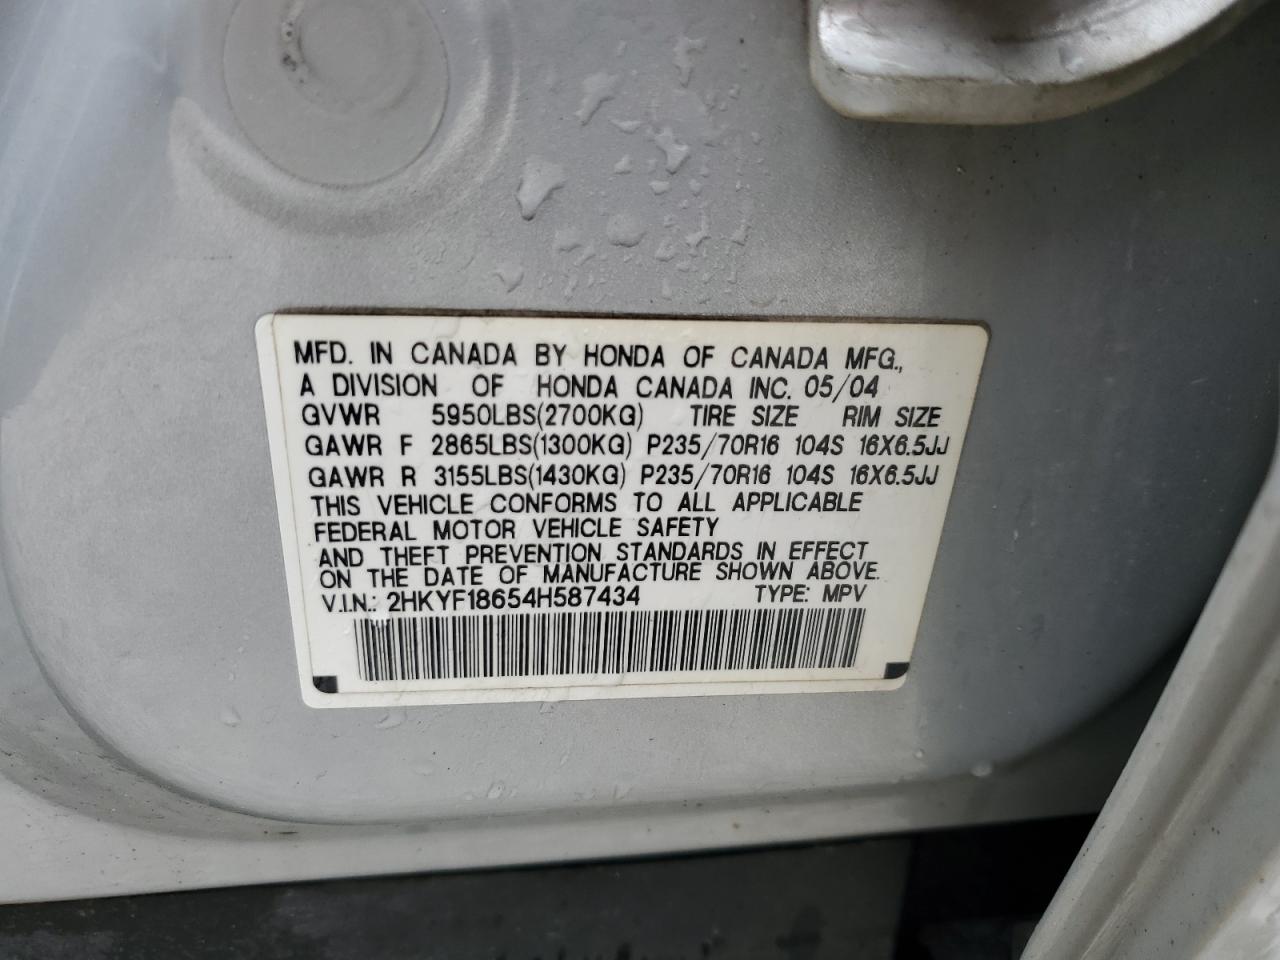 MFD. IN CANADA BY HONDA OF CANADA MFG.,
A DIVISION OF HONDA CANADA INC. 05/04
GVWR 5950LBS(2700KG) TIRE SIZE RIM SIZE
GAWR F 2865LBS(1300KG) P235/70R16 104S 16X6.5JJ
GAWR R 3155LBS(1430KG) P235/70R16 104S 16X6.5JJ
THIS VEHICLE CONFORMS TO ALL APPLICABLE
FEDERAL MOTOR VEHICLE SAFETY
AND THEFT PREVENTION STANDARDS IN EFFECT
ON THE DATE OF MANUFACTURE SHOWN ABOVE.
V.I.N.: 2HKYF18654H587434 TYPE: MPV